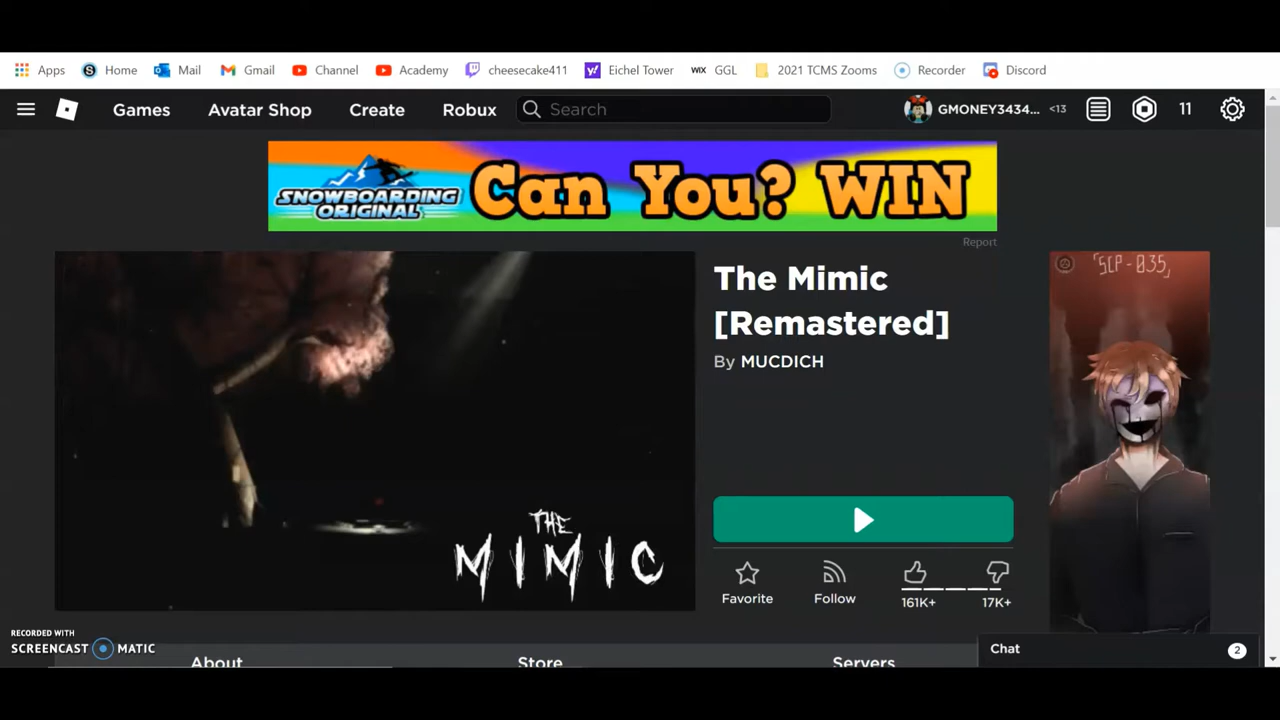 Apps Home Mail Gmail Channel Academy cheesecake411 Eichel Tower WIX GGL 2021 TCMS Zooms Recorder Discord
Games Avatar Shop Create Robux Search GMONEY3434... <13 11
SNOWBOARDING
ORIGINAL
Can You? WIN
Report
「SCP-035」
The Mimic
[Remastered]
By MUCDICH
THE
MIMIC
Favorite Follow 161K+ 17K+
RECORDED WITH
SCREENCAST MATIC
Chat 2
About Store Servers